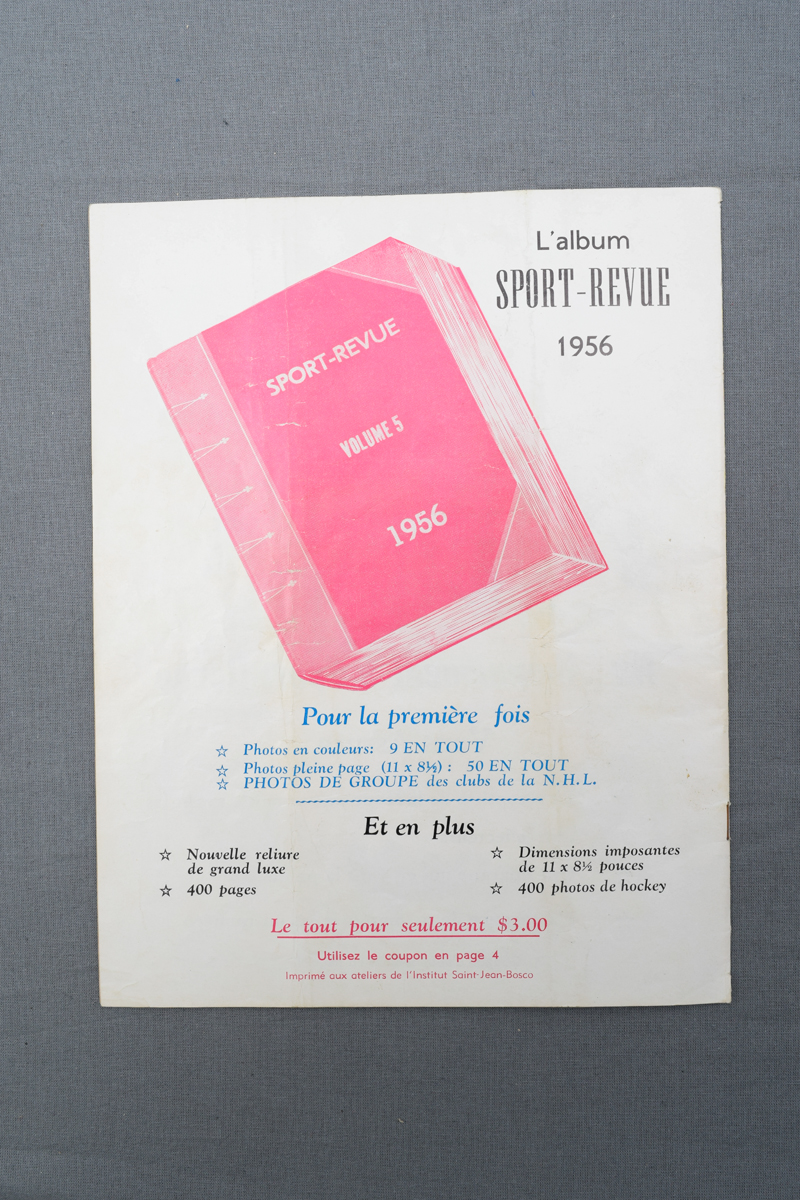 L'album
SPORT-REVUE
1956
SPORT-REVUE
VOLUME 5
1956
Pour la première fois
☆ Photos en couleurs: 9 EN TOUT
☆ Photos pleine page (11 x 8½) : 50 EN TOUT
☆ PHOTOS DE GROUPE des clubs de la N.H.L.
Et en plus
☆ Nouvelle reliure
de grand luxe
☆ 400 pages
☆ Dimensions imposantes
de 11 x 8½ pouces
☆ 400 photos de hockey
Le tout pour seulement $3.00
Utilisez le coupon en page 4
Imprimé aux ateliers de l'Institut Saint-Jean-Bosco